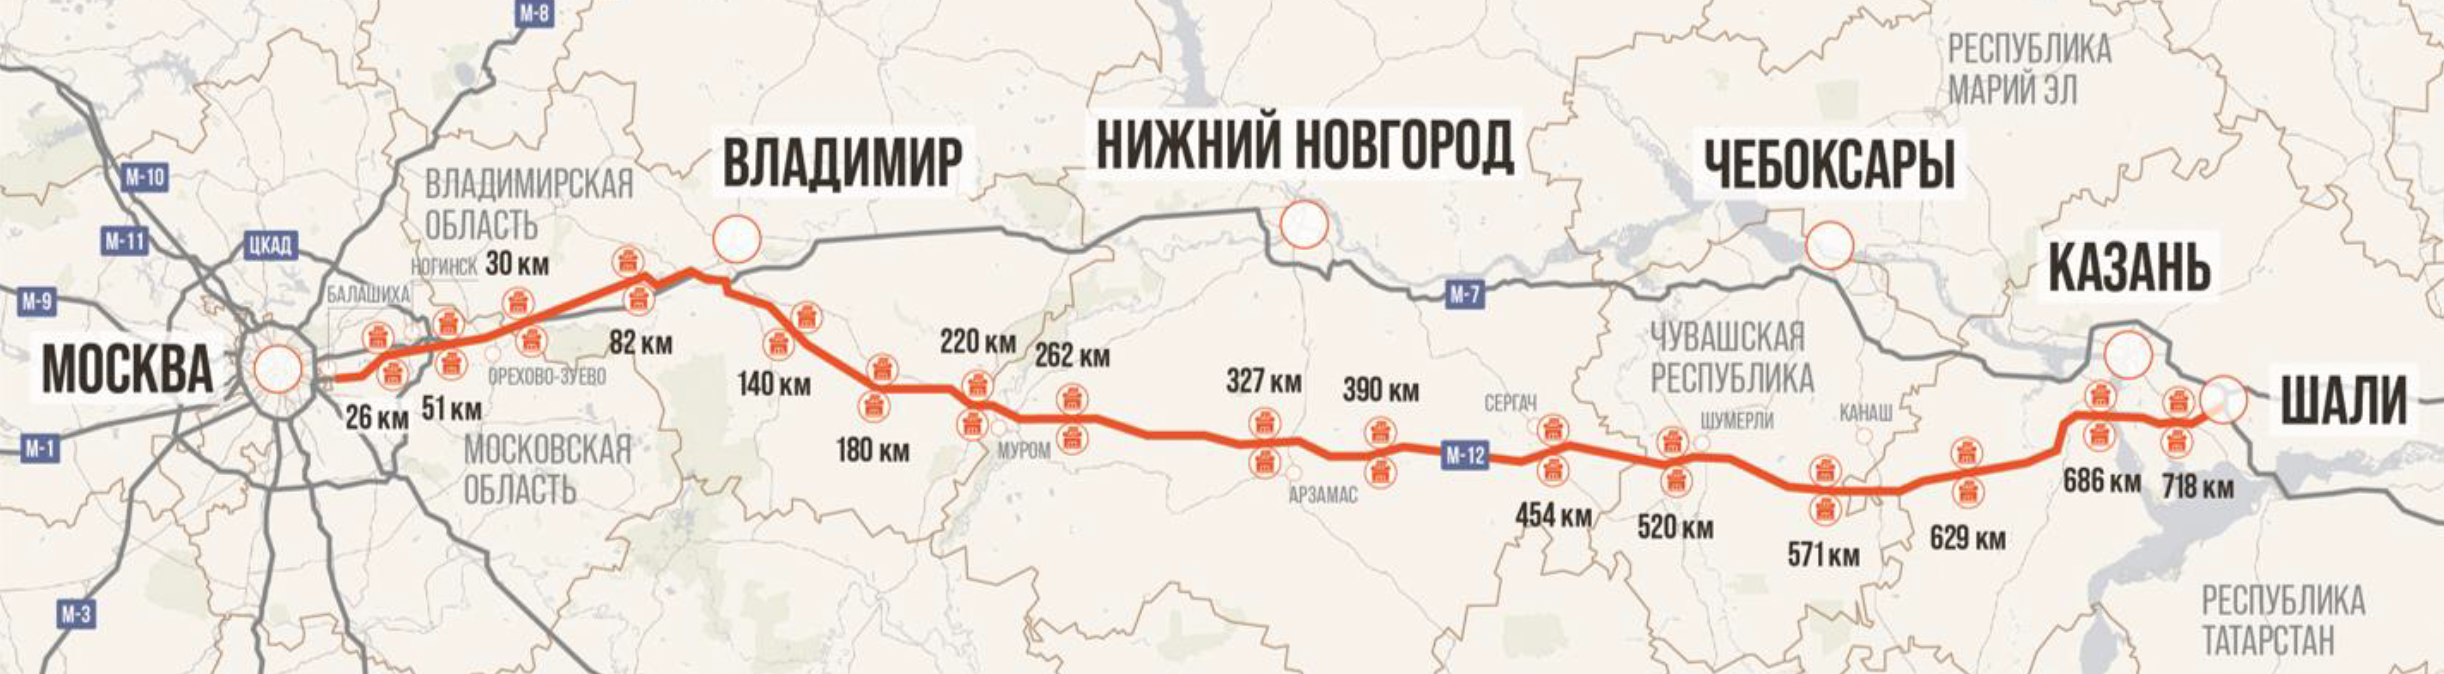 М-8
РЕСПУБЛИКА
МАРИЙ ЭЛ
М-10
ВЛАДИМИРСКАЯ
ОБЛАСТЬ
ВЛАДИМИР
НИЖНИЙ НОВГОРОД
ЧЕБОКСАРЫ
М-11
ЦКАД
НОГИНСК
30 КМ
КАЗАНЬ
М-9
БАЛАШИХА
М-7
МОСКВА
82 КМ
220 КМ
262 КМ
ЧУВАШСКАЯ
РЕСПУБЛИКА
ОРЕХОВО-ЗУЕВО
140 КМ
327 КМ
390 КМ
ШАЛИ
26 КМ
51 КМ
СЕРГАЧ
ШУМЕРЛИ
КАНАШ
М-1
МОСКОВСКАЯ
ОБЛАСТЬ
180 КМ
МУРОМ
М-12
АРЗАМАС
686 КМ
718 КМ
454 КМ
520 КМ
571 КМ
629 КМ
М-3
РЕСПУБЛИКА
ТАТАРСТАН